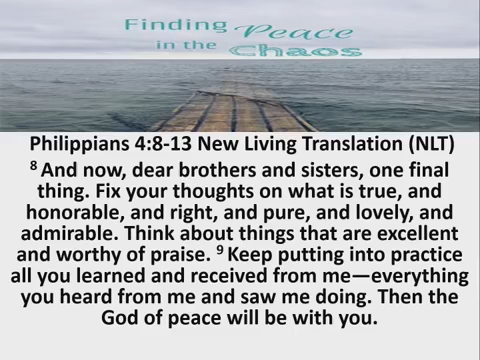 Finding Peace
in the Chaos
Philippians 4:8-13 New Living Translation (NLT)
8 And now, dear brothers and sisters, one final
thing. Fix your thoughts on what is true, and
honorable, and right, and pure, and lovely, and
admirable. Think about things that are excellent
and worthy of praise. 9 Keep putting into practice
all you learned and received from me—everything
you heard from me and saw me doing. Then the
God of peace will be with you.